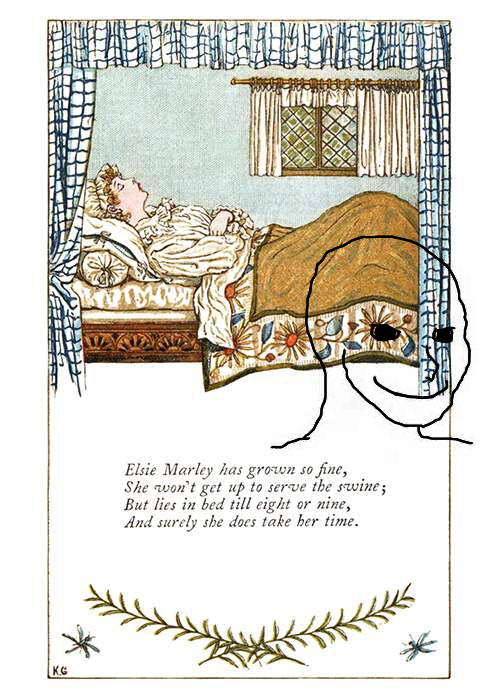 Elsie Marley has grown so fine,
She won't get up to serve the swine;
But lies in bed till eight or nine,
And surely she does take her time.
KG